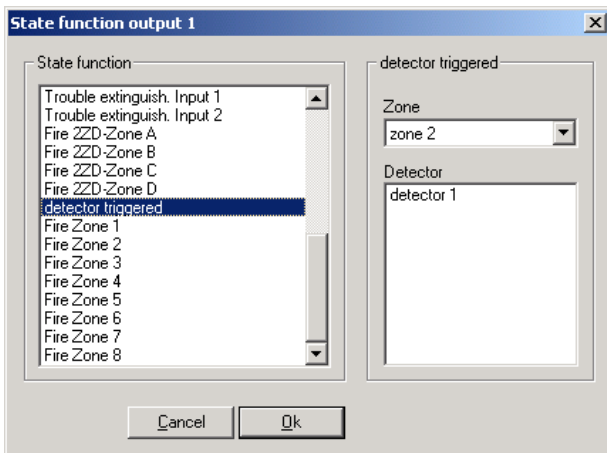 State function output 1
State function
Trouble extinguish. Input 1
Trouble extinguish. Input 2
Fire 2ZD-Zone A
Fire 2ZD-Zone B
Fire 2ZD-Zone C
Fire 2ZD-Zone D
detector triggered
Fire Zone 1
Fire Zone 2
Fire Zone 3
Fire Zone 4
Fire Zone 5
Fire Zone 6
Fire Zone 7
Fire Zone 8
detector triggered
Zone
zone 2
Detector
detector 1
Cancel
Ok